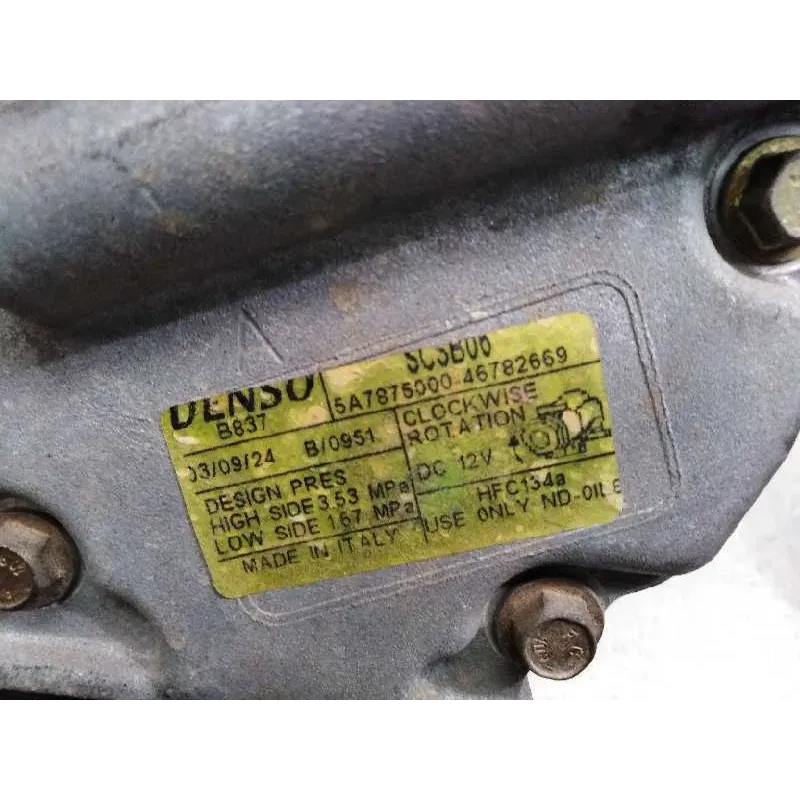 SCSB06
DENSO
5A7875000 46782669
B837
03/09/24 B/0951
CLOCKWISE
ROTATION
DC 12V
DESIGN PRES
HIGH SIDE 3.53 MPa
LOW SIDE 1.67 MPa
HFC134a
USE ONLY ND-OIL 8
MADE IN ITALY